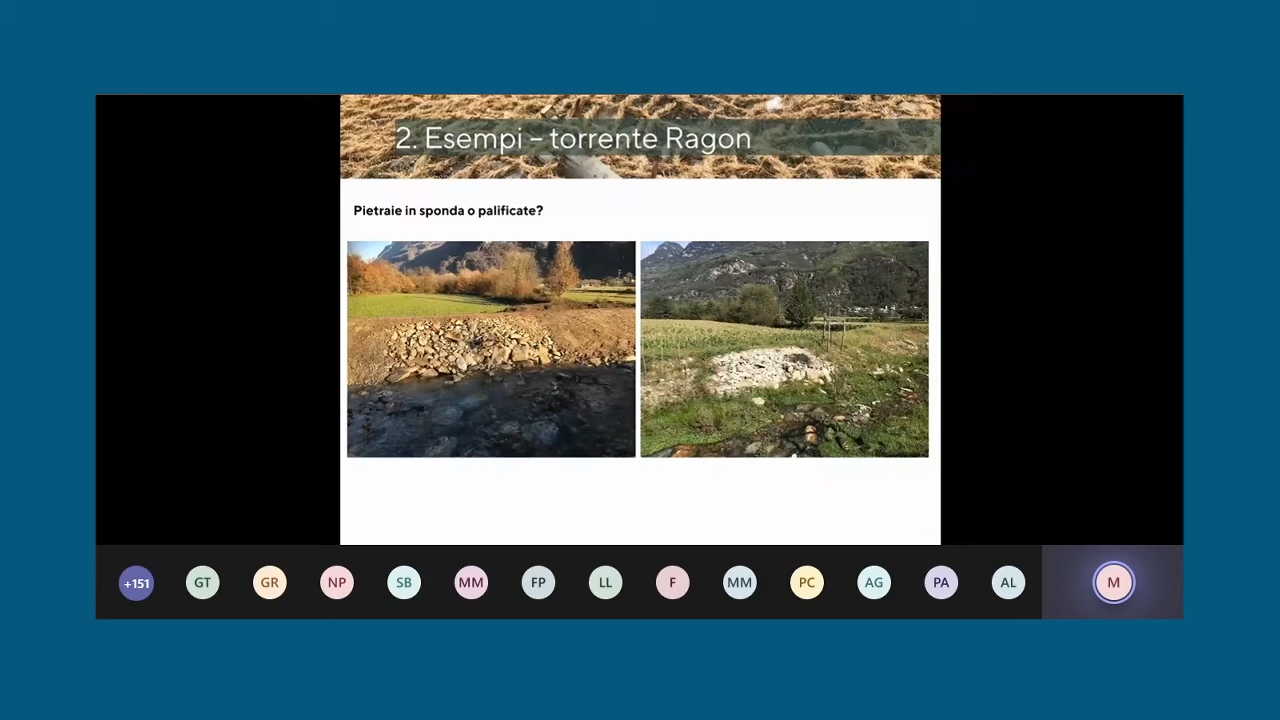 2. Esempi – torrente Ragon
Pietraie in sponda o palificate?
+151 GT GR NP SB MM FP LL F MM PC AG PA AL M